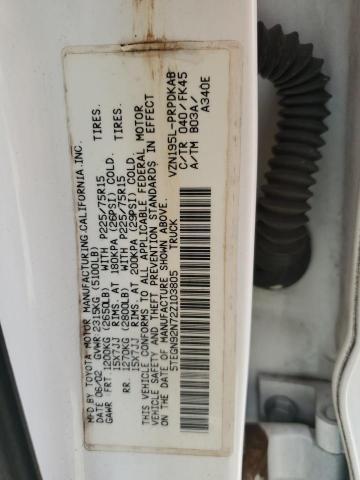 MFD BY: TOYOTA MOTOR MANUFACTURING,CALIFORNIA,INC.
DATE: 06/02 GVWR: 2315KG (5100LB)
GAWR FRT 1200KG (2650LB) WITH P225/75R15 TIRES.
15X7JJ RIMS. AT 180KPA (26PSI) COLD.
RR. 1270KG (2800LB) WITH P225/75R15 TIRES.
15X7JJ RIMS. AT 200KPA (29PSI) COLD.
THIS VEHICLE CONFORMS TO ALL APPLICABLE FEDERAL MOTOR
VEHICLE SAFETY AND THEFT PREVENTION STANDARDS IN EFFECT
ON THE DATE OF MANUFACTURE SHOWN ABOVE.
5TEGN92N72Z103805 TRUCK
VZN195L-PRPDKAB
C/TR 040/FK45
A/TM B03A/
A340E